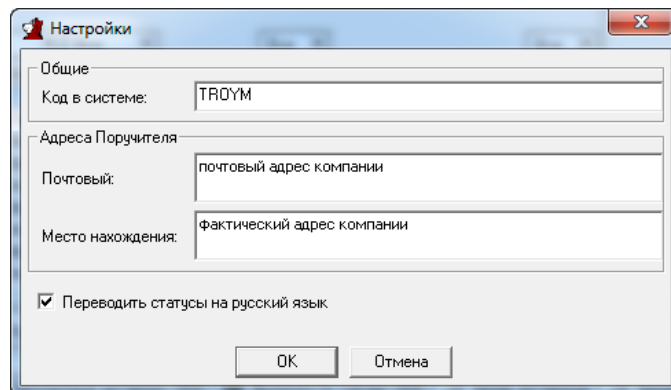 Настройки
Общие
Код в системе: TROYM
Адреса Поручителя
Почтовый: почтовый адрес компании
Место нахождения: фактический адрес компании
Переводить статусы на русский язык
OK Отмена